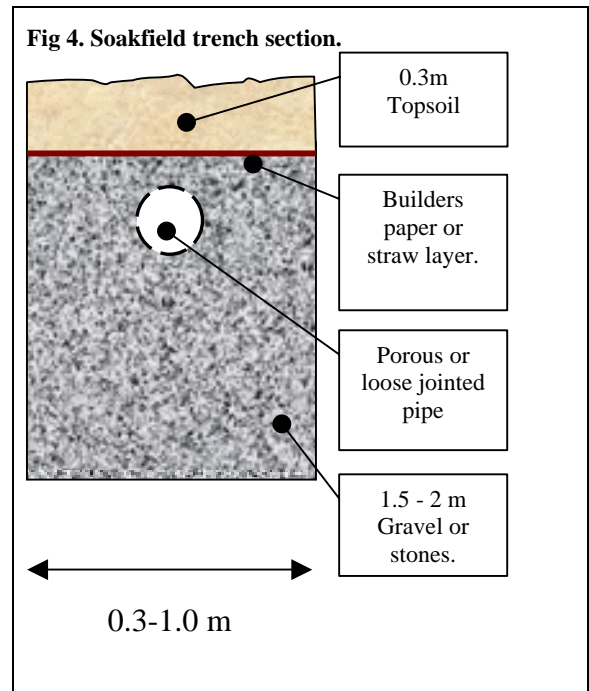 Fig 4. Soakfield trench section.
0.3m
Topsoil
Builders
paper or
straw layer.
Porous or
loose jointed
pipe
1.5 - 2 m
Gravel or
stones.
0.3-1.0 m